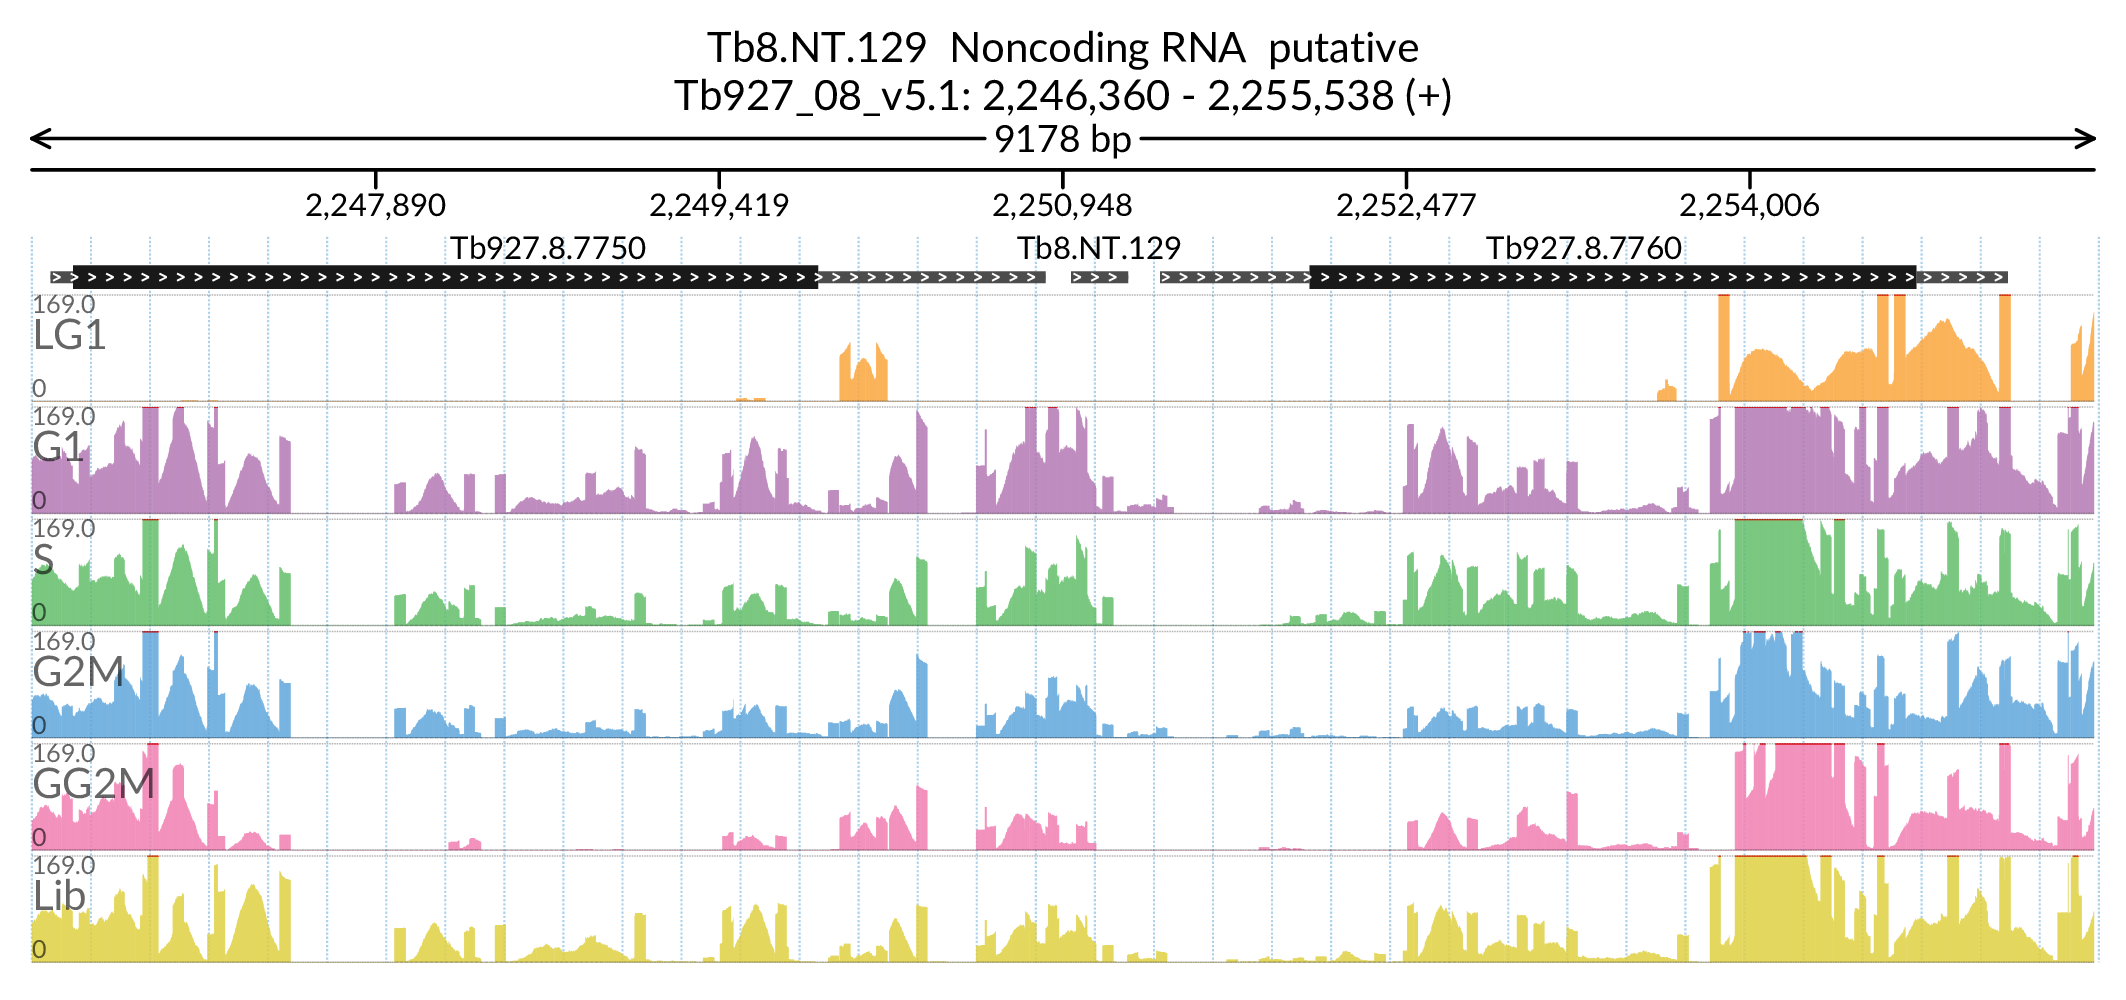 Tb8.NT.129 Noncoding RNA putative
Tb927_08_v5.1: 2,246,360 - 2,255,538 (+)
9178 bp
2,247,890 2,249,419 2,250,948 2,252,477 2,254,006
Tb927.8.7750 Tb8.NT.129 Tb927.8.7760
169.0
LG1
0
169.0
G1
0
169.0
S
0
169.0
G2M
0
169.0
GG2M
0
169.0
Lib
0